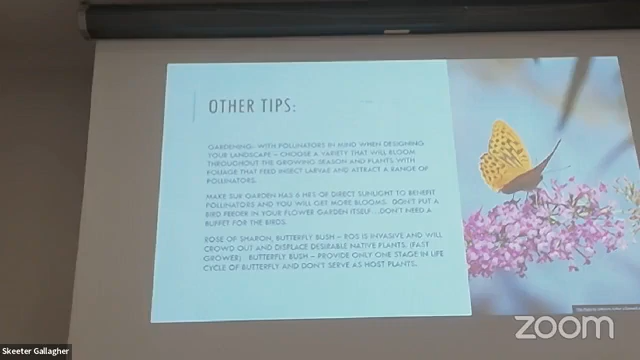 OTHER TIPS:
GARDENING- WITH POLLINATORS IN MIND WHEN DESIGNING
YOUR LANDSCAPE – CHOOSE A VARIETY THAT WILL BLOOM
THROUGHOUT THE GROWING SEASON AND PLANTS WITH
FOLIAGE THAT FEED INSECT LARVAE AND ATTRACT A RANGE OF
POLLINATORS.
MAKE SUR GARDEN HAS 6 HRS OF DIRECT SUNLIGHT TO BENEFIT
POLLINATORS AND YOU WILL GET MORE BLOOMS. DON'T PUT A
BIRD FEEDER IN YOUR FLOWER GARDEN ITSELF ...DON'T NEED A
BUFFET FOR THE BIRDS.
ROSE OF SHARON, BUTTERFLY BUSH – ROS IS INVASIVE AND WILL
CROWD OUT AND DISPLACE DESIRABLE NATIVE PLANTS. (FAST
GROWER) BUTTERFLY BUSH – PROVIDE ONLY ONE STAGE IN LIFE
CYCLE OF BUTTERFLY AND DON'T SERVE AS HOST PLANTS.
zoom
Skeeter Gallagher